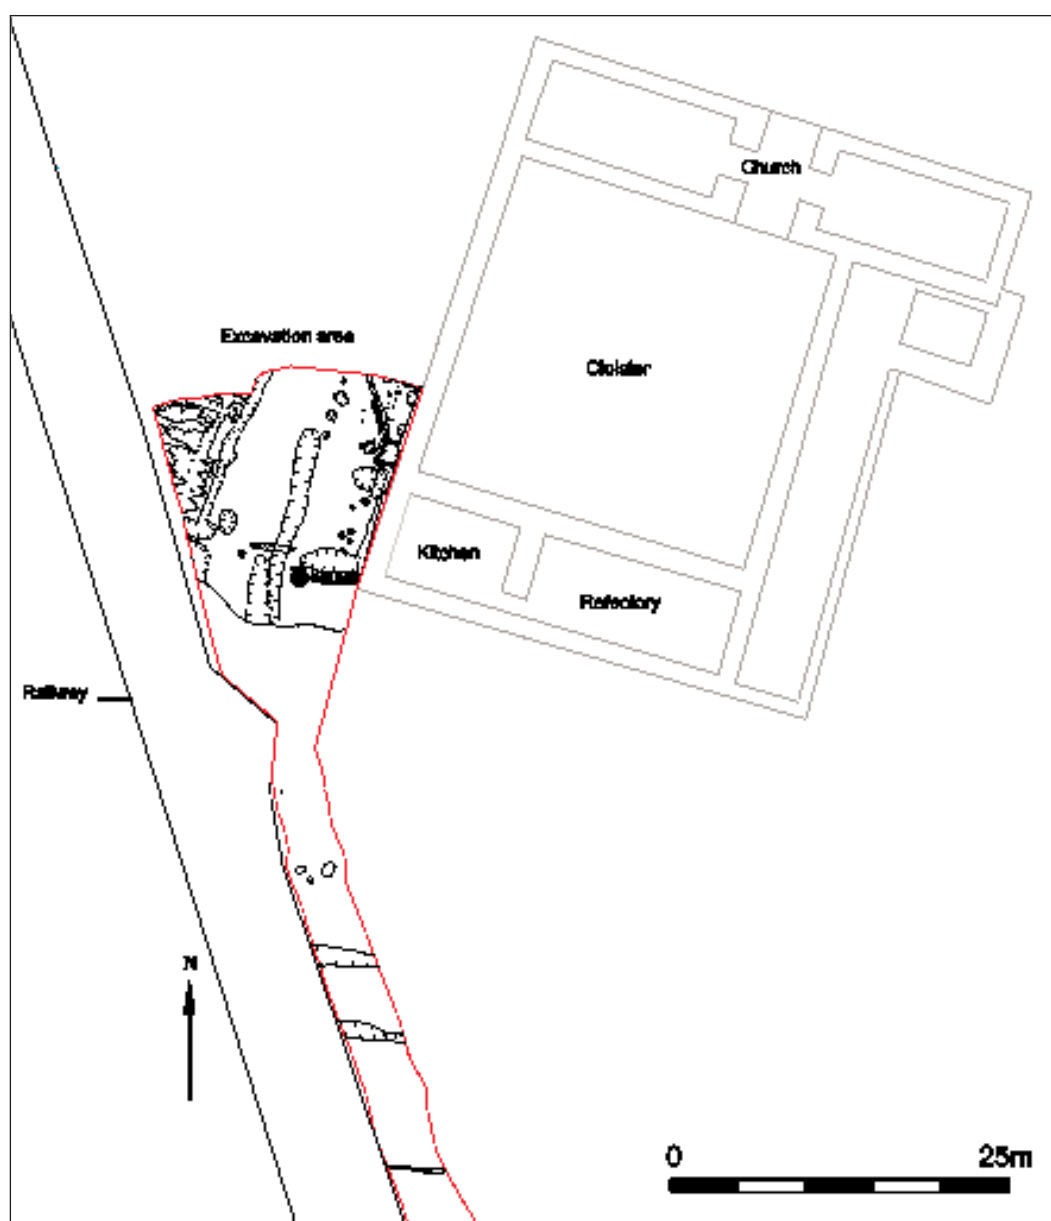 Church
Excavation area
Cloister
Kitchen
Refectory
Railway
N
0 25m